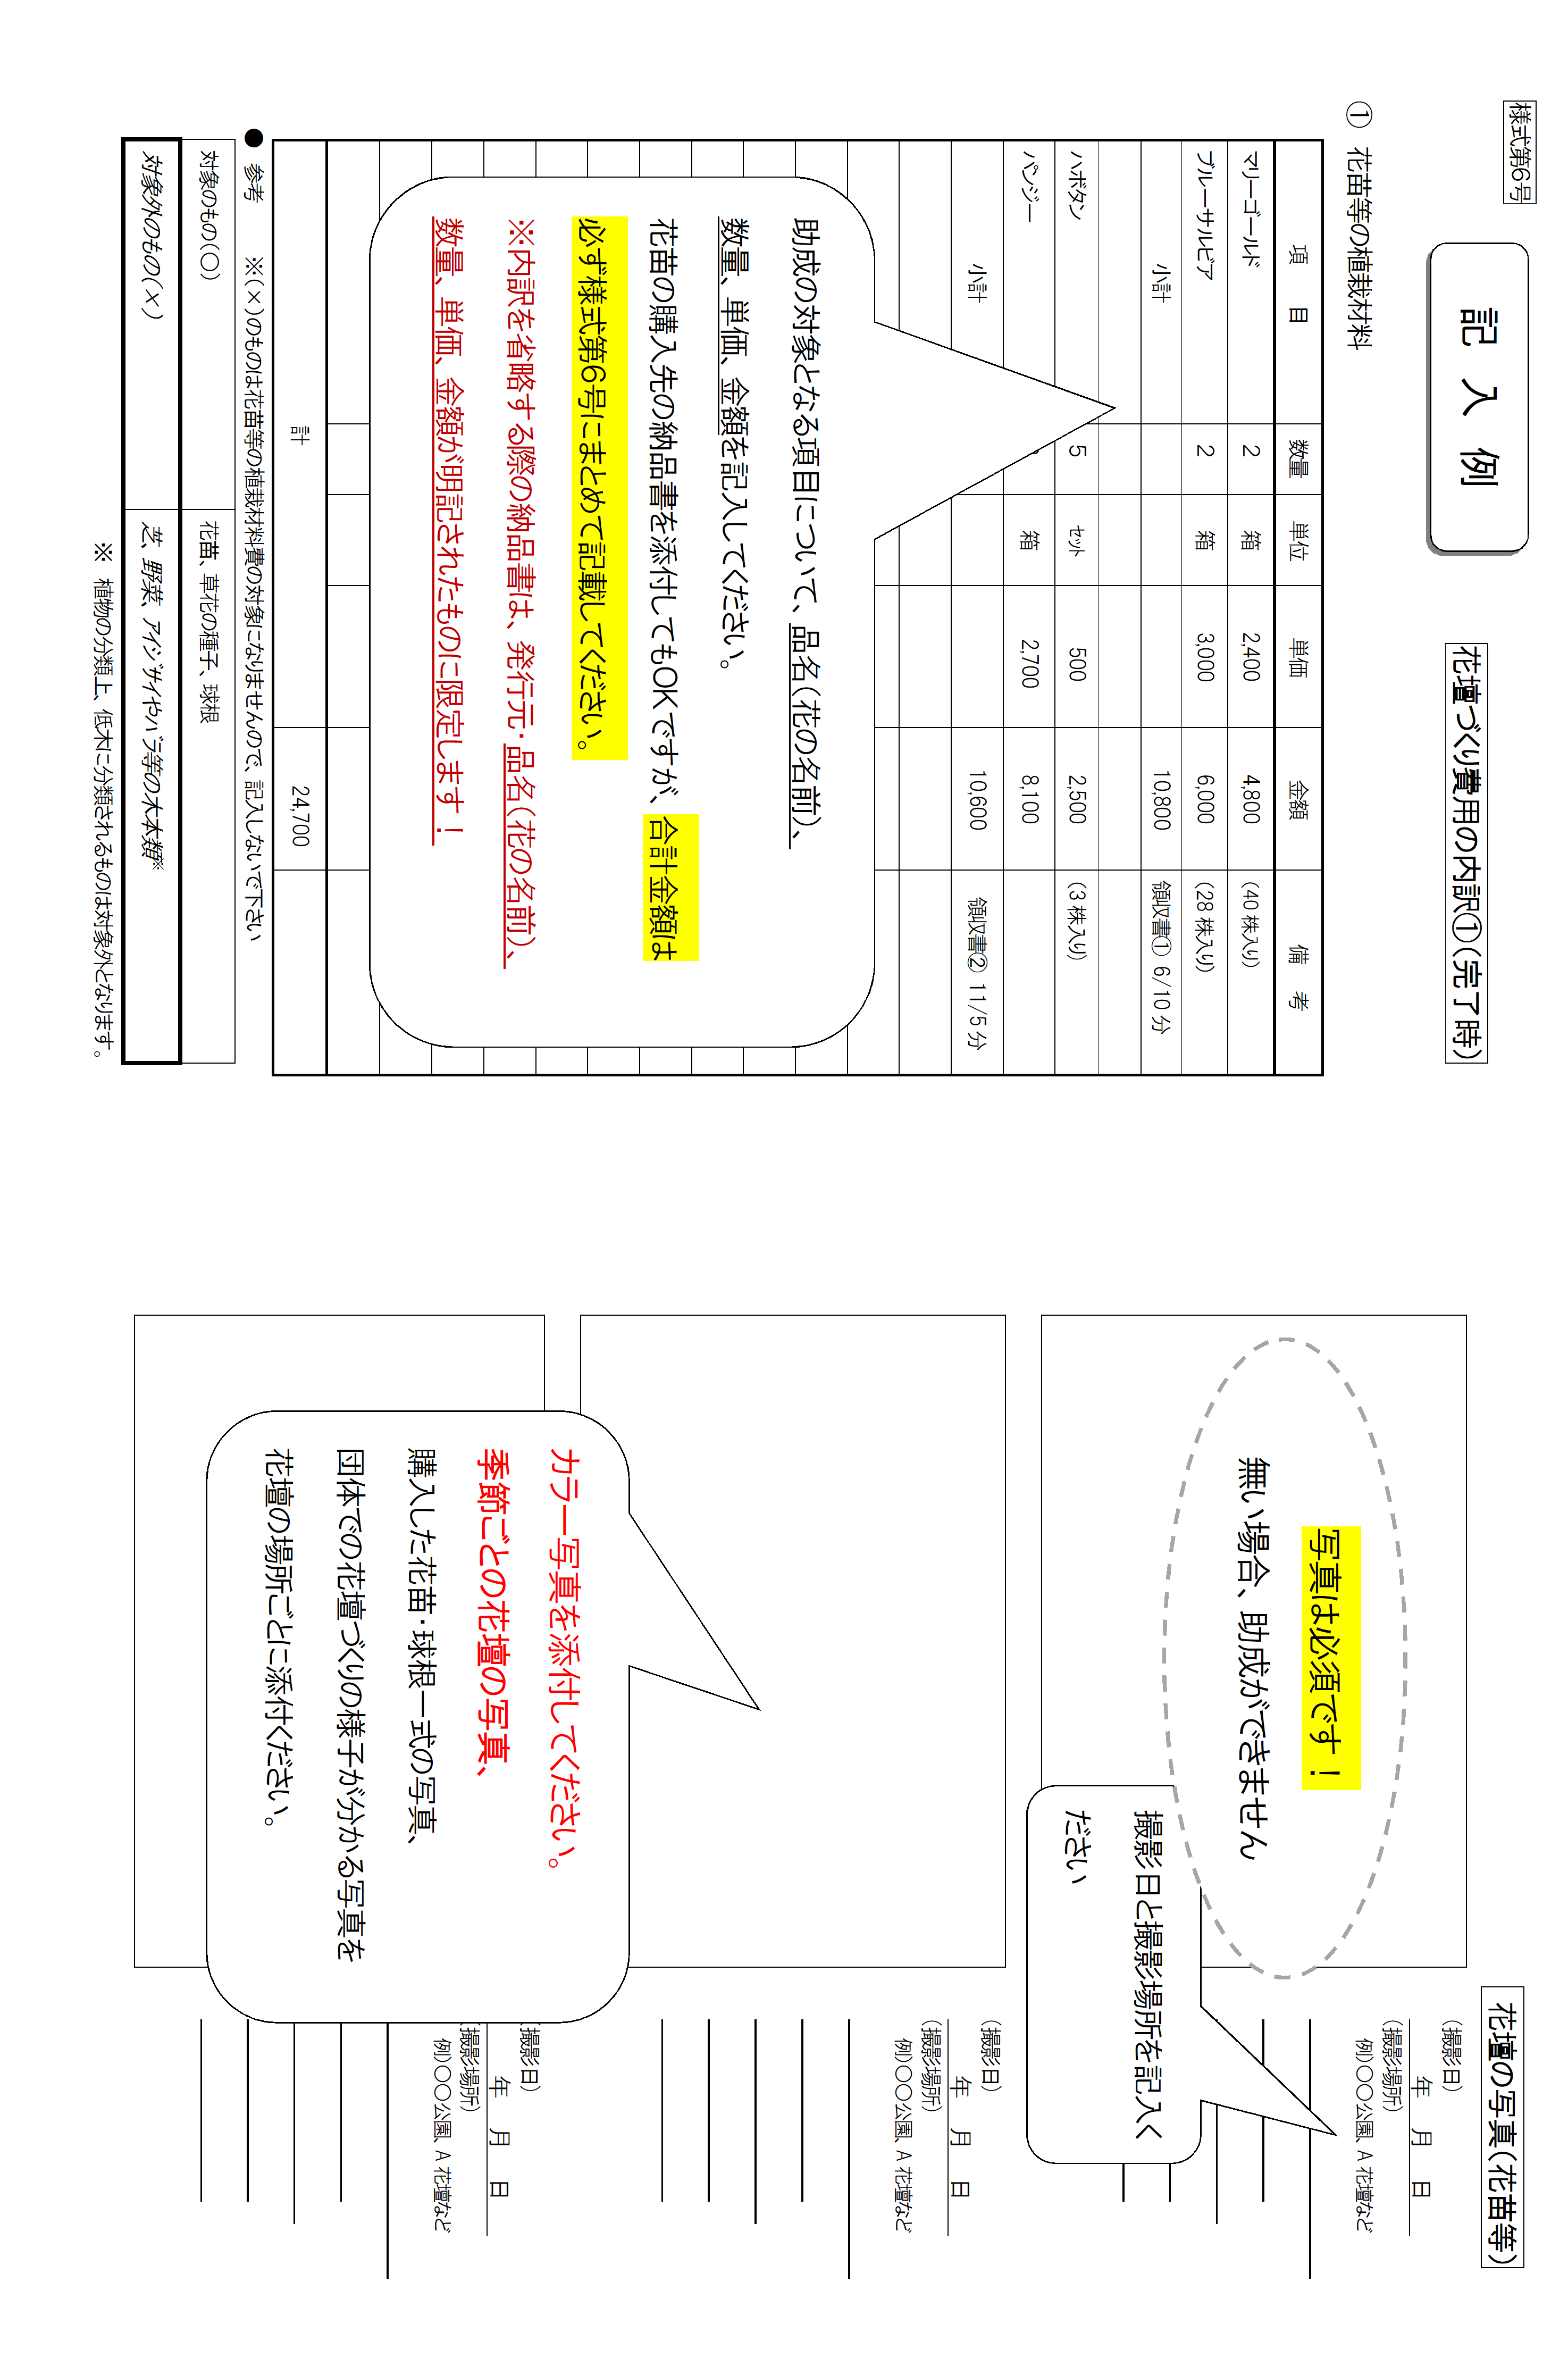 様式第6号
記 入 例
花壇づくり費用の内訳①(完了時)
① 花苗等の植栽材料
項 目 数量 単位 単価 金額 備 考
マリーゴールド 2 箱 2,400 4,800 (40 株入り)
ブルーサルビア 2 箱 3,000 6,000 (28 株入り)
小計 10,800 領収書① 6/10 分
ハボタン 5 セット 500 2,500 (3 株入り)
パンジー 箱 2,700 8,100
小計 10,600 領収書② 11/5 分
助成の対象となる項目について、品名(花の名前)、
数量、単価、金額を記入してください。
花苗の購入先の納品書を添付してもOKですが、合計金額は
必ず様式第6号にまとめて記載してください。
※内訳を省略する際の納品書は、発行元・品名(花の名前)、
数量、単価、金額が明記されたものに限定します!
計 24,700
● 参考 ※(×)のものは花苗等の植栽材料費の対象になりませんので、記入しないで下さい
対象のもの(○) 花苗、草花の種子、球根
対象外のもの(×) 芝、野菜、アイジサイやバラ等の木本類※
※ 植物の分類上、低木に分類されるものは対象外となります。
花壇の写真(花苗等)
写真は必須です!
無い場合、助成ができません
(撮影日)
年 月 日
(撮影場所)
例)○○公園、A 花壇など
撮影日と撮影場所を記入く
ださい
(撮影日)
年 月 日
(撮影場所)
例)○○公園、A 花壇など
カラー写真を添付してください。
季節ごとの花壇の写真、
購入した花苗・球根一式の写真、
団体での花壇づくりの様子が分かる写真を
花壇の場所ごとに添付ください。
(撮影日)
年 月 日
(撮影場所)
例)○○公園、A 花壇など